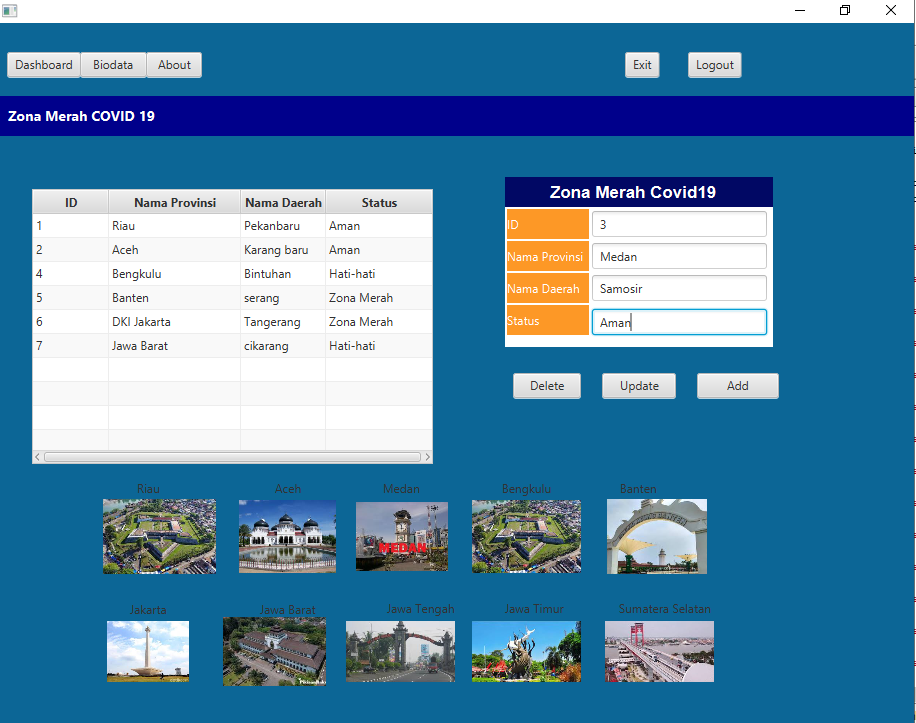 Dashboard Biodata About Exit Logout
Zona Merah COVID 19
ID Nama Provinsi Nama Daerah Status
1 Riau Pekanbaru Aman
2 Aceh Karang baru Aman
4 Bengkulu Bintuhan Hati-hati
5 Banten serang Zona Merah
6 DKI Jakarta Tangerang Zona Merah
7 Jawa Barat cikarang Hati-hati
Zona Merah Covid19
ID 3
Nama Provinsi Medan
Nama Daerah Samosir
Status Aman
Delete Update Add
Riau Aceh Medan Bengkulu Banten
MEDAN
Jakarta Jawa Barat Jawa Tengah Jawa Timur Sumatera Selatan